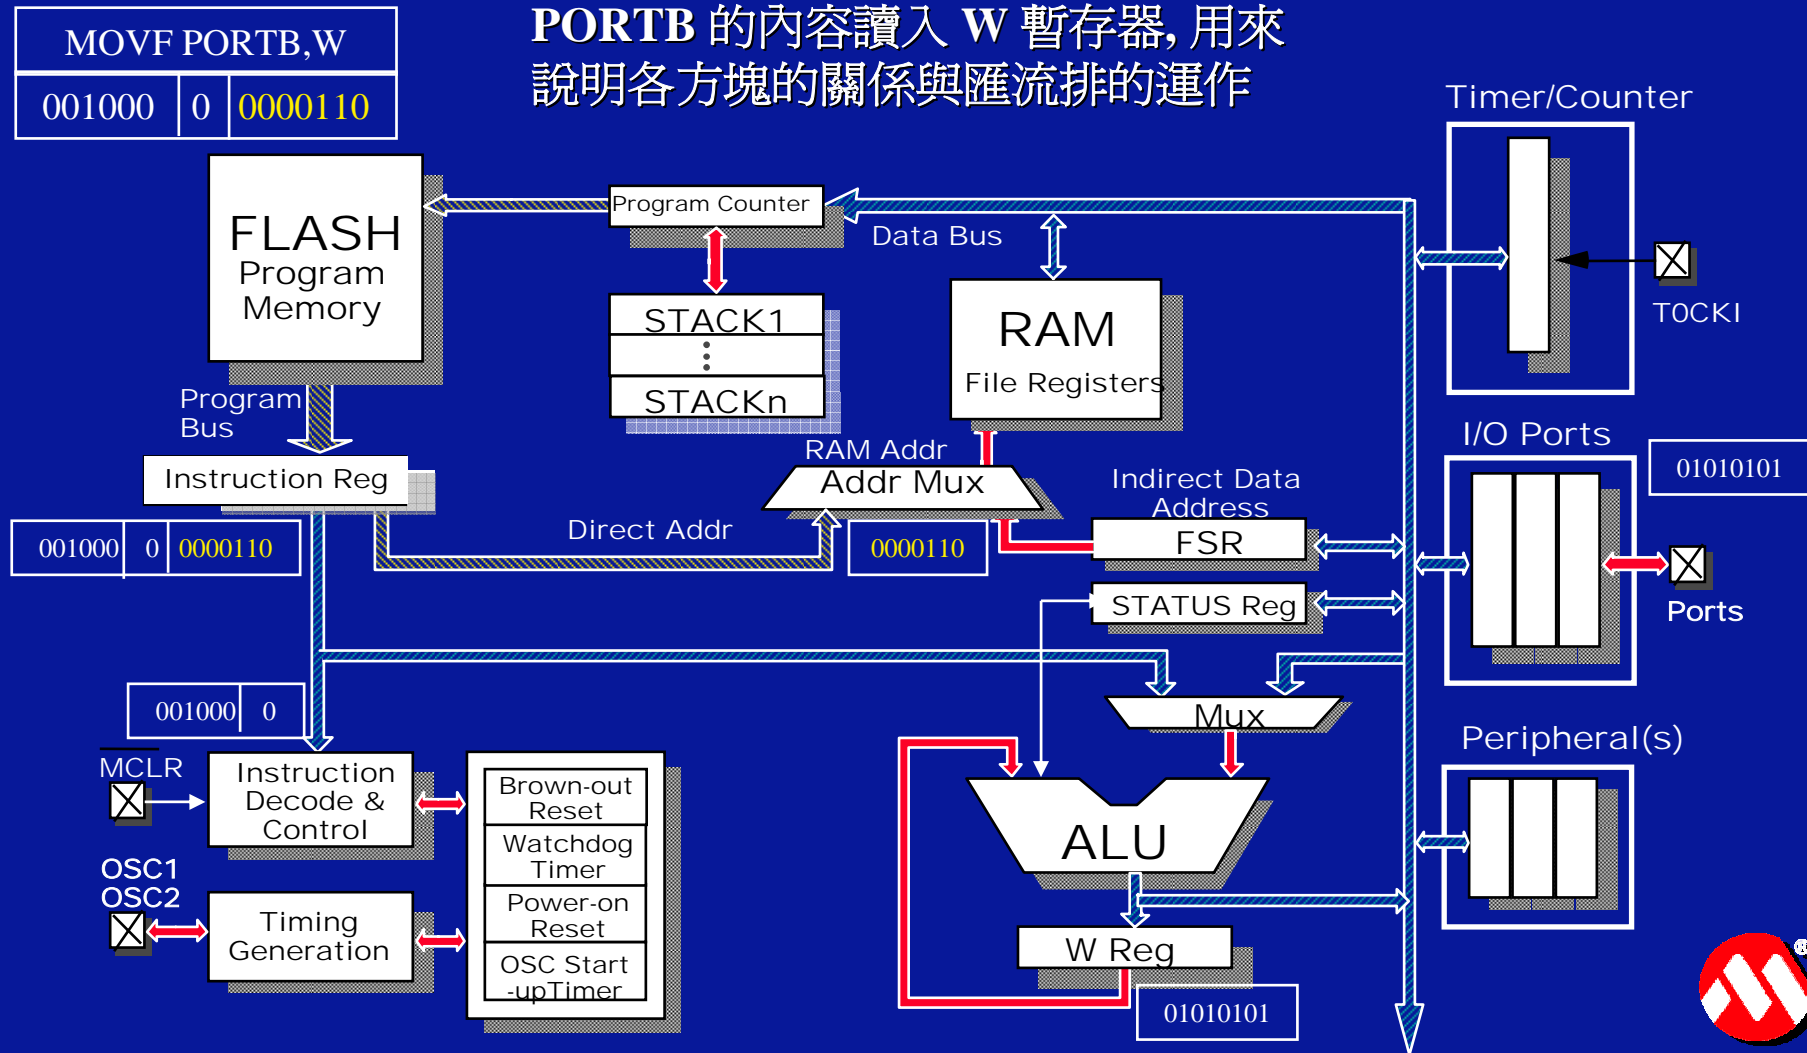 PORTB 的內容讀入 W 暫存器, 用來
說明各方塊的關係與匯流排的運作
MOVF PORTB,W
001000 0 0000110
Timer/Counter
T0CKI
FLASH
Program
Memory
Program Counter
Data Bus
STACK1
STACKn
RAM
File Registers
Program
Bus
Instruction Reg
001000 0 0000110
Direct Addr
RAM Addr
Addr Mux
0000110
Indirect Data
Address
FSR
STATUS Reg
I/O Ports
01010101
Ports
001000 0
MCLR
Instruction
Decode &
Control
OSC1
OSC2
Timing
Generation
Brown-out
Reset
Watchdog
Timer
Power-on
Reset
OSC Start
-upTimer
Mux
ALU
W Reg
01010101
Peripheral(s)
®